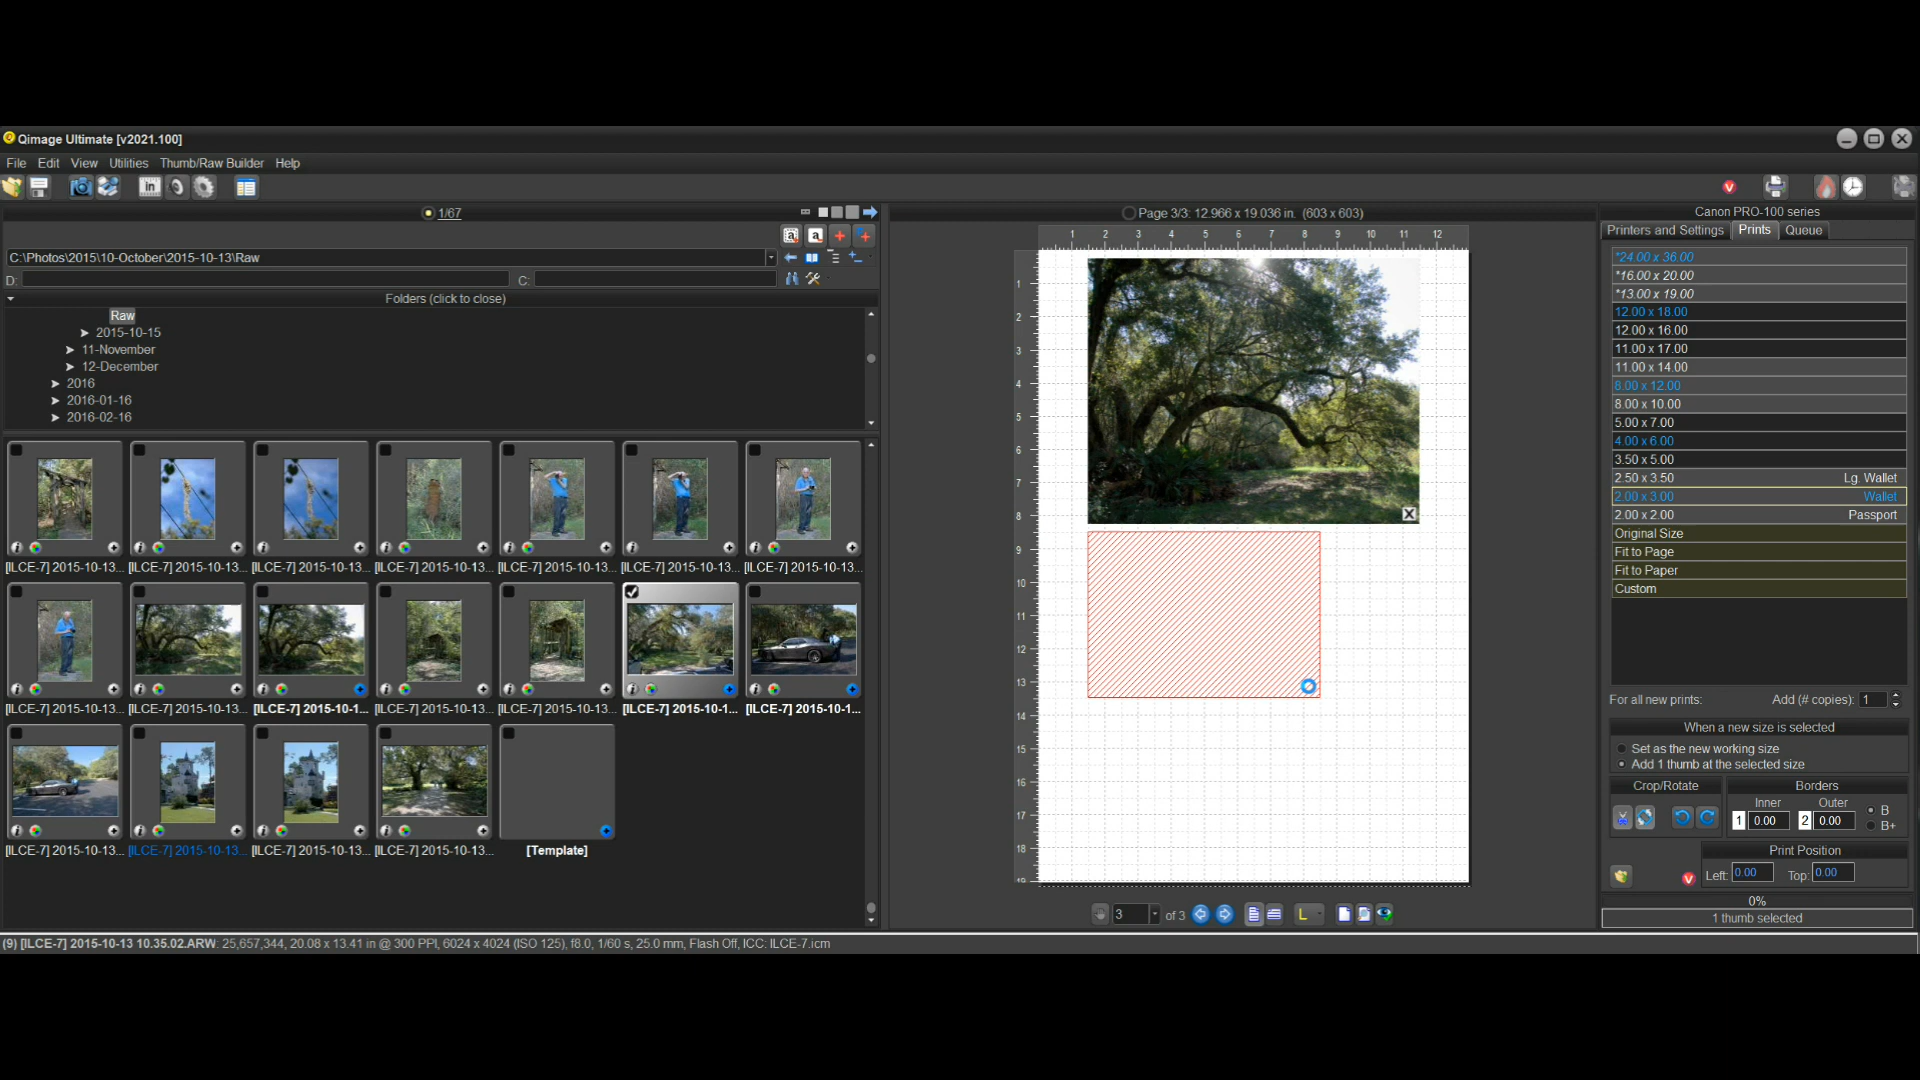 Qimage Ultimate [v2021.100]
File Edit View Utilities Thumb/Raw Builder Help
in
V
1/67
Page 3/3: 12.966 x 19.036 in. (603 x 603)
Canon PRO-100 series
Printers and Settings Prints Queue
a a
C:\Photos\2015\10-October\2015-10-13\Raw
D: C:
Folders (click to close)
Raw
2015-10-15
11-November
12-December
2016
2016-01-16
2016-02-16
1 2 3 4 5 6 7 8 9 10 11 12
1
2
3
4
5
6
7
8
9
10
11
12
13
14
15
16
17
18
19
X
*24.00 x 36.00
*16.00 x 20.00
*13.00 x 19.00
12.00 x 18.00
12.00 x 16.00
11.00 x 17.00
11.00 x 14.00
8.00 x 12.00
8.00 x 10.00
5.00 x 7.00
4.00 x 6.00
3.50 x 5.00
2.50 x 3.50 Lg. Wallet
2.00 x 3.00 Wallet
2.00 x 2.00 Passport
Original Size
Fit to Page
Fit to Paper
Custom
[ILCE-7] 2015-10-13... [ILCE-7] 2015-10-13... [ILCE-7] 2015-10-13... [ILCE-7] 2015-10-13... [ILCE-7] 2015-10-13... [ILCE-7] 2015-10-13... [ILCE-7] 2015-10-13...
[ILCE-7] 2015-10-13... [ILCE-7] 2015-10-13... [ILCE-7] 2015-10-1... [ILCE-7] 2015-10-13... [ILCE-7] 2015-10-13... [ILCE-7] 2015-10-1... [ILCE-7] 2015-10-1...
[ILCE-7] 2015-10-13... [ILCE-7] 2015-10-13... [ILCE-7] 2015-10-13... [ILCE-7] 2015-10-13... [Template]
For all new prints: Add (# copies): 1
When a new size is selected
Set as the new working size
Add 1 thumb at the selected size
Crop/Rotate Borders
Inner Outer
1 0.00 2 0.00
B
B+
Print Position
V Left: 0.00 Top: 0.00
3 of 3 L
0%
1 thumb selected
(9) [ILCE-7] 2015-10-13 10.35.02.ARW: 25,657,344, 20.08 x 13.41 in @ 300 PPI, 6024 x 4024 (ISO 125), f8.0, 1/60 s, 25.0 mm, Flash Off, ICC: ILCE-7.icm